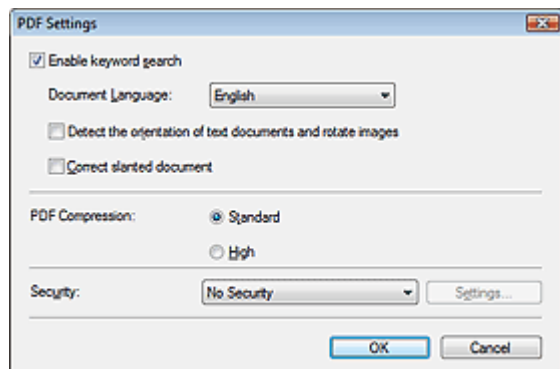 PDF Settings
Enable keyword search
Document Language: English
Detect the orientation of text documents and rotate images
Correct slanted document
PDF Compression: Standard
High
Security: No Security Settings...
OK Cancel